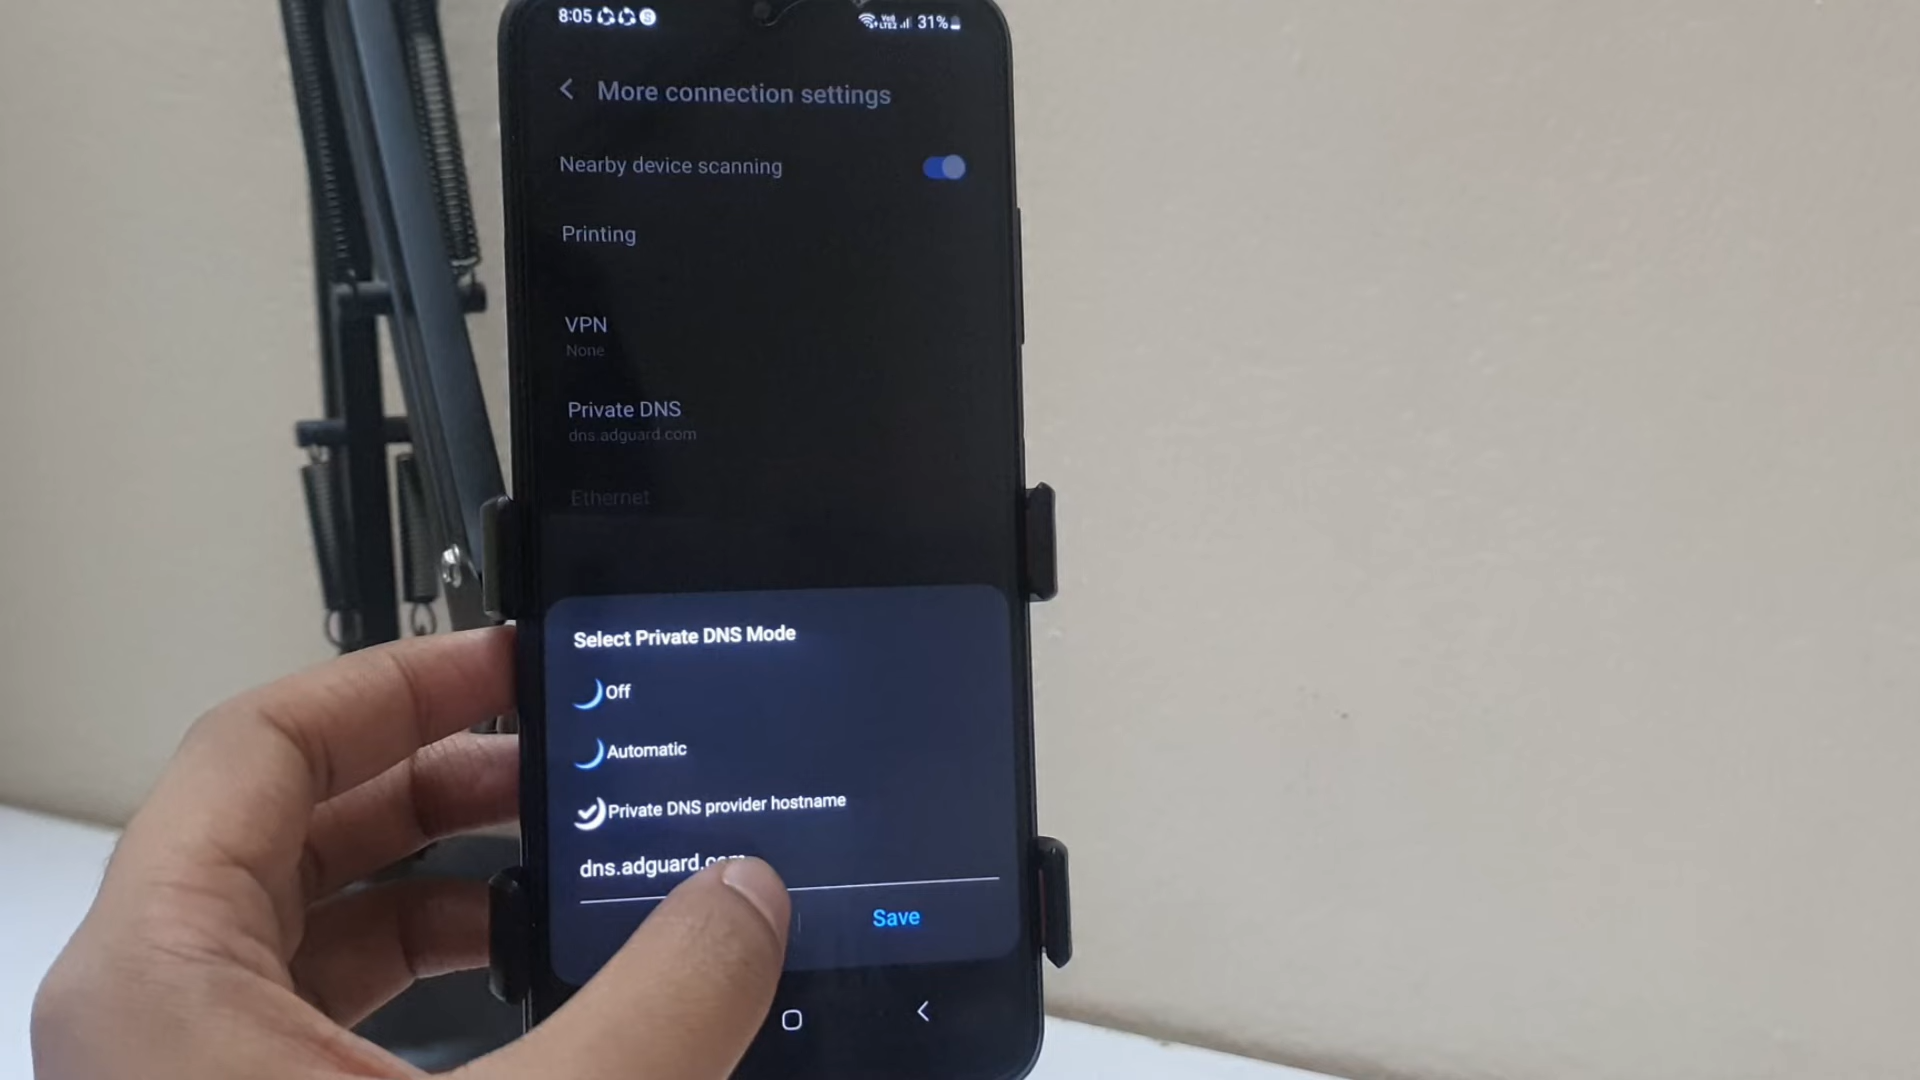 8:05 31%
More connection settings
Nearby device scanning
Printing
VPN
None
Private DNS
dns.adguard.com
Ethernet
Select Private DNS Mode
Off
Automatic
Private DNS provider hostname
dns.adguard.com
Save